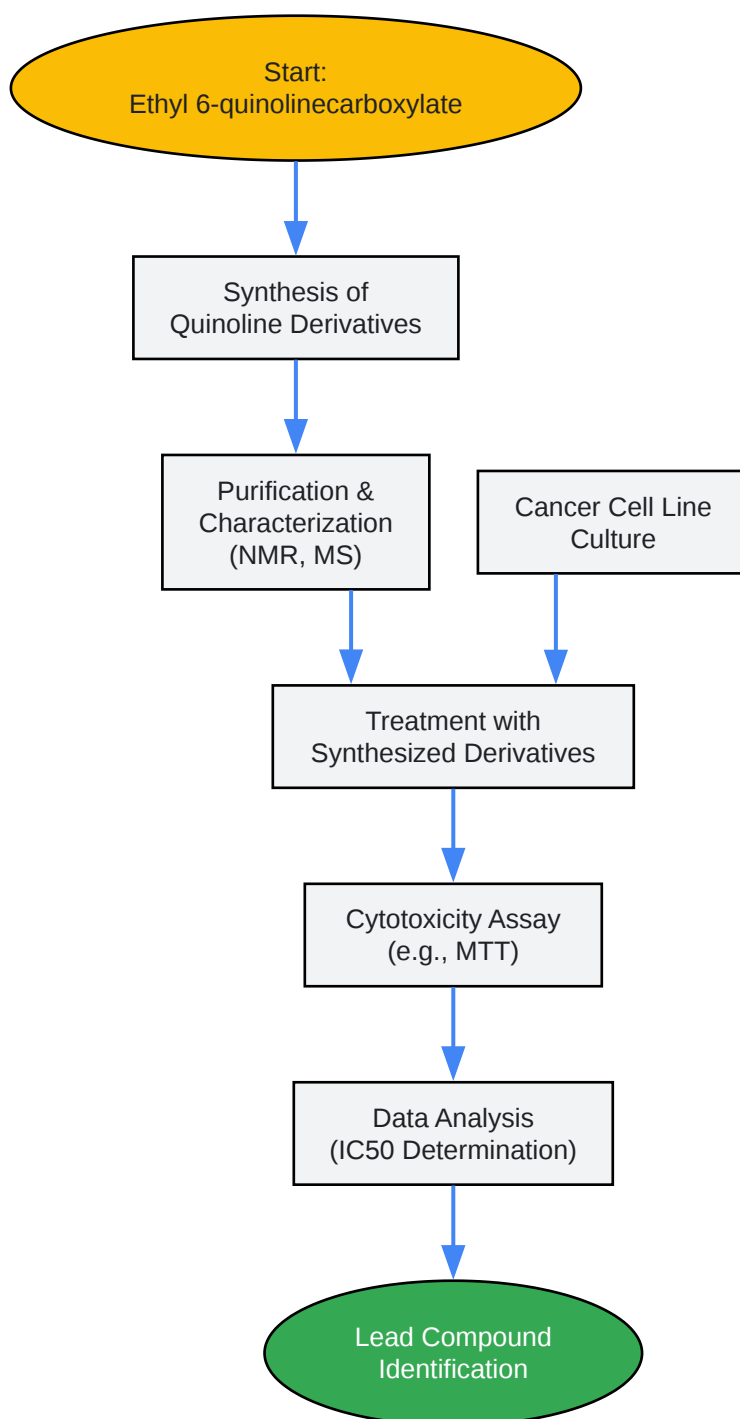 Start:
Ethyl 6-quinolinecarboxylate
Synthesis of
Quinoline Derivatives
Purification &
Characterization
(NMR, MS)
Cancer Cell Line
Culture
Treatment with
Synthesized Derivatives
Cytotoxicity Assay
(e.g., MTT)
Data Analysis
(IC50 Determination)
Lead Compound
Identification